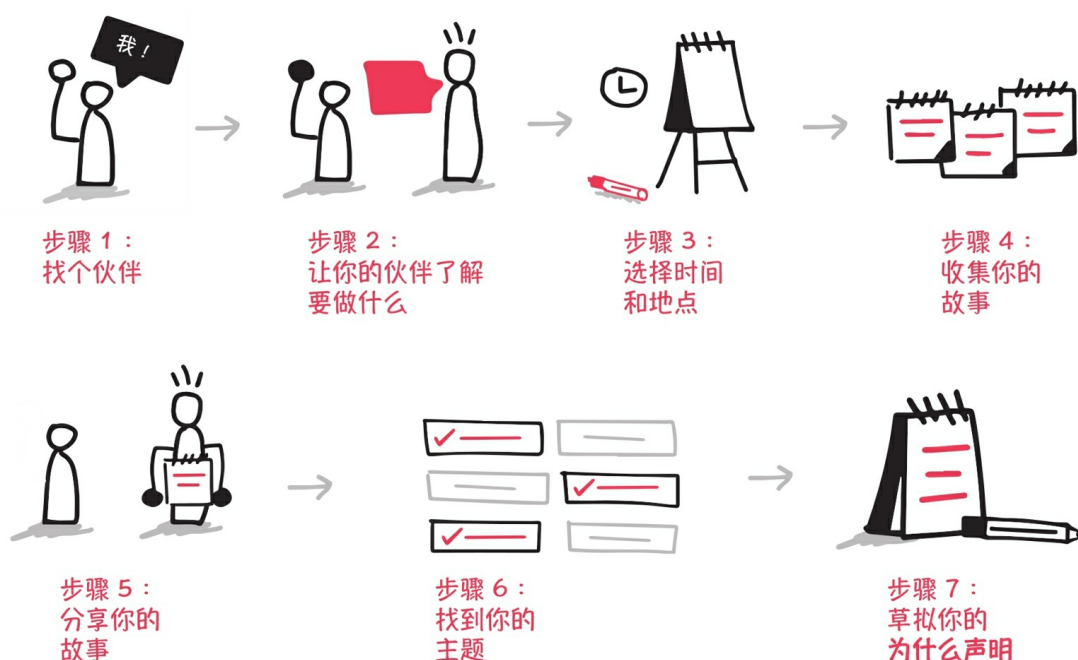 我！
步骤 1：
找个伙伴
步骤 2：
让你的伙伴了解
要做什么
步骤 3：
选择时间
和地点
步骤 4：
收集你的
故事
步骤 5：
分享你的
故事
步骤 6：
找到你的
主题
步骤 7：
草拟你的
为什么声明